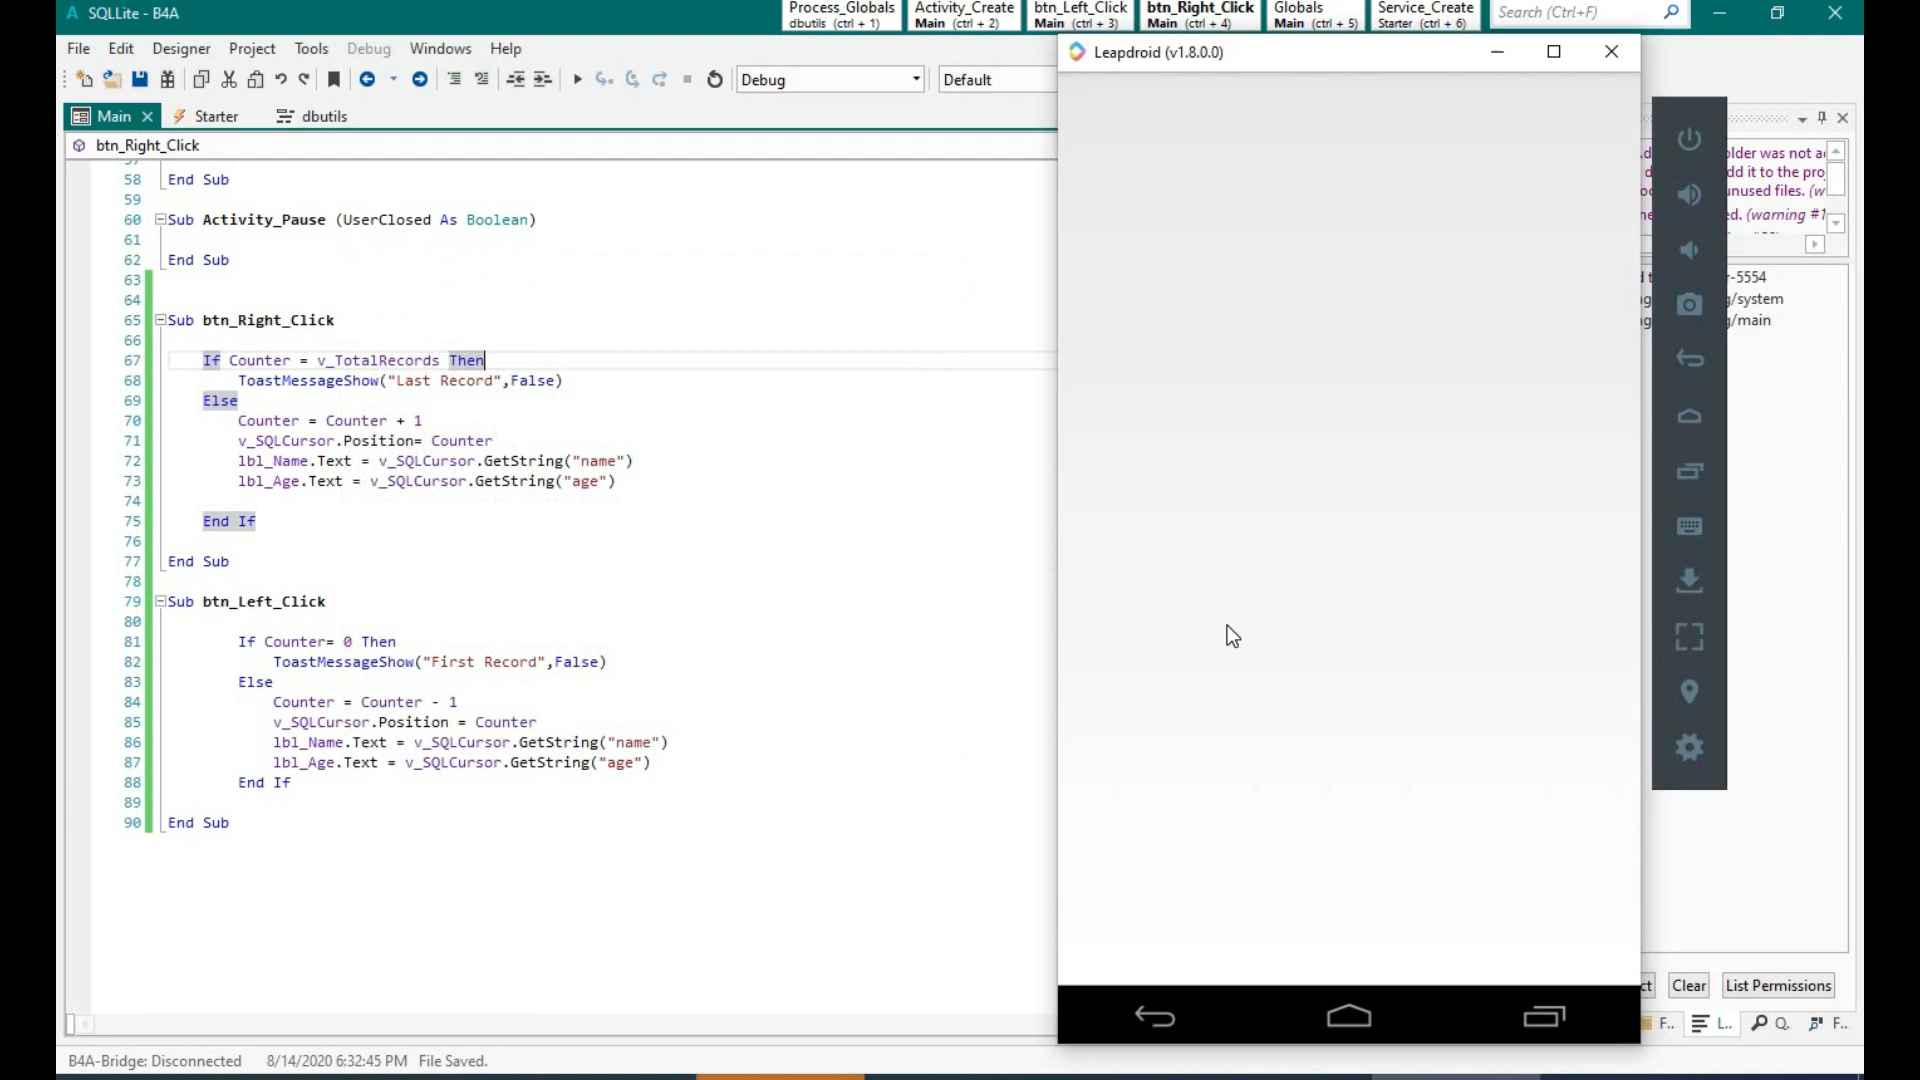 SQLLite - B4A
Process_Globals
dbutils (ctrl + 1)
Activity_Create
Main (ctrl + 2)
btn_Left_Click
Main (ctrl + 3)
btn_Right_Click
Main (ctrl + 4)
Globals
Main (ctrl + 5)
Service_Create
Starter (ctrl + 6)
Search (Ctrl+F)
File Edit Designer Project Tools Debug Windows Help
Debug
Default
Main Starter dbutils
btn_Right_Click
58 End Sub
59
60 Sub Activity_Pause (UserClosed As Boolean)
61
62 End Sub
63
64
65 Sub btn_Right_Click
66
67 If Counter = v_TotalRecords Then
68 ToastMessageShow("Last Record",False)
69 Else
70 Counter = Counter + 1
71 v_SQLCursor.Position= Counter
72 lbl_Name.Text = v_SQLCursor.GetString("name")
73 lbl_Age.Text = v_SQLCursor.GetString("age")
74
75 End If
76
77 End Sub
78
79 Sub btn_Left_Click
80
81 If Counter= 0 Then
82 ToastMessageShow("First Record",False)
83 Else
84 Counter = Counter - 1
85 v_SQLCursor.Position = Counter
86 lbl_Name.Text = v_SQLCursor.GetString("name")
87 lbl_Age.Text = v_SQLCursor.GetString("age")
88 End If
89
90 End Sub
Leapdroid (v1.8.0.0)
older was not a
dd it to the pro
unused files. (w
ed. (warning #1
r-5554
g/system
g/main
ct Clear List Permissions
F... L... Q. F...
B4A-Bridge: Disconnected 8/14/2020 6:32:45 PM File Saved.